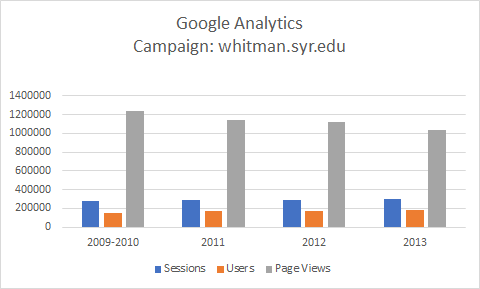 Google Analytics
Campaign: whitman.syr.edu
1400000
1200000
1000000
800000
600000
400000
200000
0
2009-2010 2011 2012 2013
Sessions Users Page Views